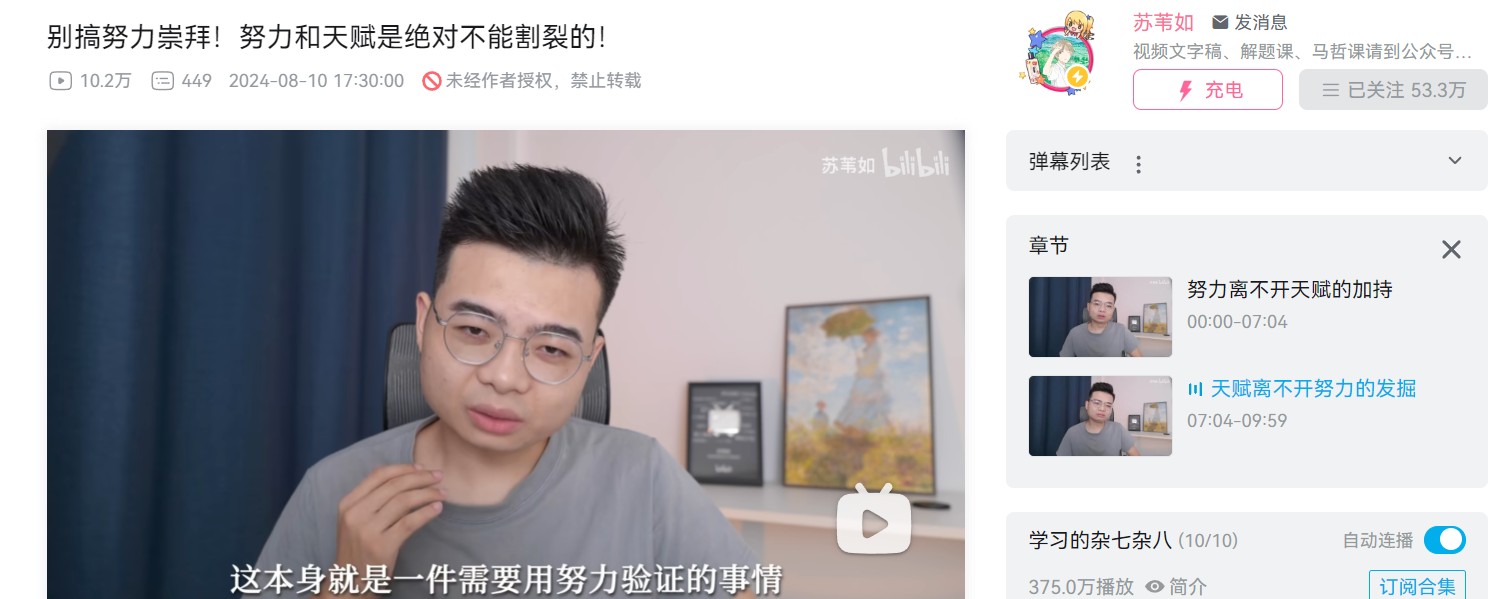 别搞努力崇拜！努力和天赋是绝对不能割裂的！
10.2万 449 2024-08-10 17:30:00 未经作者授权，禁止转载
苏苇如 bilibili
这本身就是一件需要用努力验证的事情
苏苇如 发消息
视频文字稿、解题课、马哲课请到公众号...
充电 已关注 53.3万
弹幕列表
章节
努力离不开天赋的加持
00:00-07:04
天赋离不开努力的发掘
07:04-09:59
学习的杂七杂八 (10/10) 自动连播
375.0万播放 简介 订阅合集